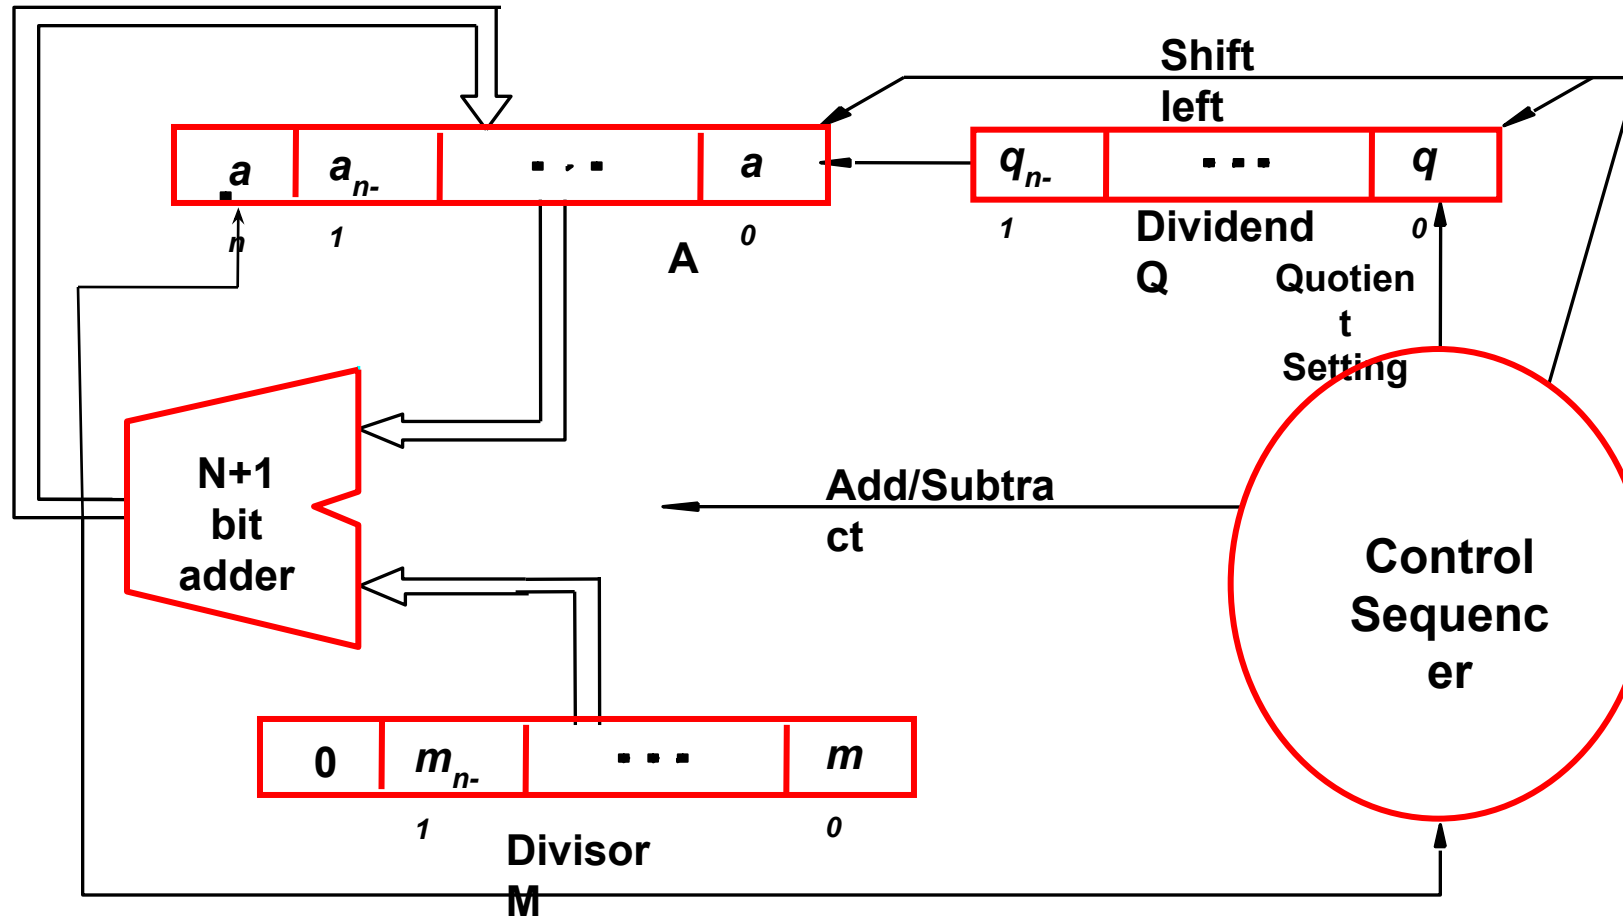 Shift
left
a
n
a
n-
1
a
0
A
q
n-
1
q
0
Dividend
Q
Quotien
t
Setting
N+1
bit
adder
Add/Subtra
ct
Control
Sequenc
er
0
m
n-
1
m
0
Divisor
M